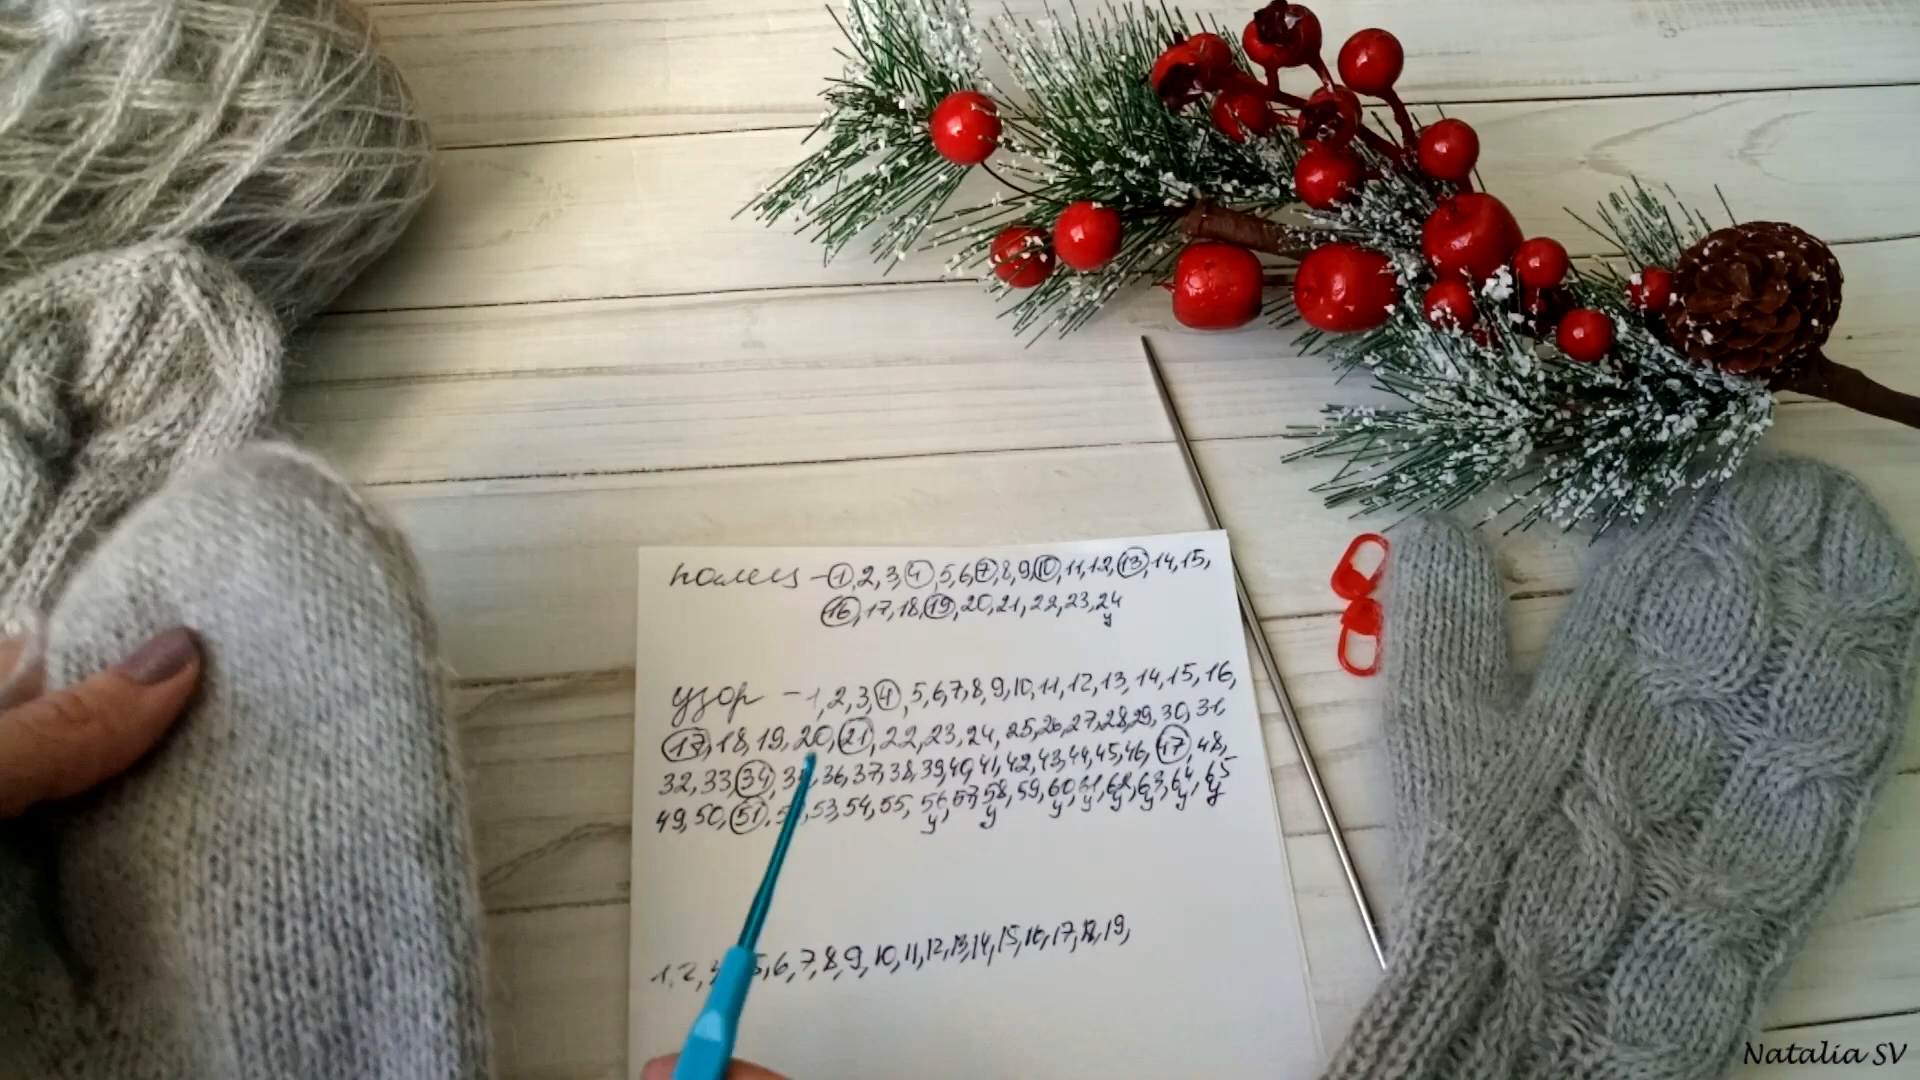 палец - 1, 2, 3, 4, 5, 6, 7, 8, 9, 10, 11, 12, 13, 14, 15,
16, 17, 18, 19, 20, 21, 22, 23, 24
у
узор - 1, 2, 3, 4, 5, 6, 7, 8, 9, 10, 11, 12, 13, 14, 15, 16,
17, 18, 19, 20, 21, 22, 23, 24, 25, 26, 27, 28, 29, 30, 31,
32, 33, 34, 36, 37, 38, 39, 40, 41, 42, 43, 44, 45, 46, 17, 48,
49, 50, 51, 53, 54, 55, 56, 57, 58, 59, 60, 61, 62, 63, 64, 65
у у у у у у у у
1, 2, 5, 6, 7, 8, 9, 10, 11, 12, 13, 14, 15, 16, 17, 18, 19,
Natalia SV